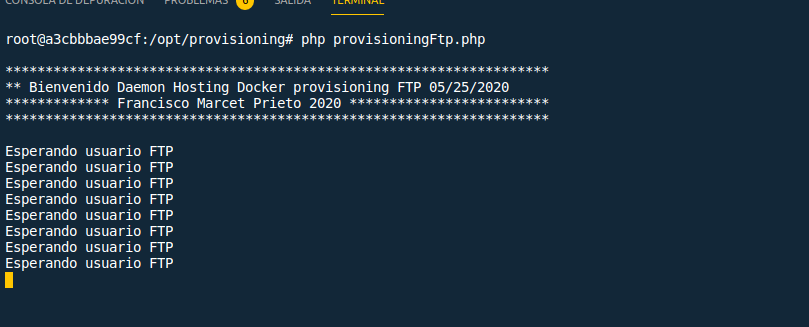 CONSOLA DE DEPURACIÓN PROBLEMAS 6 SALIDA TERMINAL
root@a3cbbbae99cf:/opt/provisioning# php provisioningFtp.php
********************************************************************
** Bienvenido Daemon Hosting Docker provisioning FTP 05/25/2020
************* Francisco Marcet Prieto 2020 *************************
********************************************************************
Esperando usuario FTP
Esperando usuario FTP
Esperando usuario FTP
Esperando usuario FTP
Esperando usuario FTP
Esperando usuario FTP
Esperando usuario FTP
Esperando usuario FTP